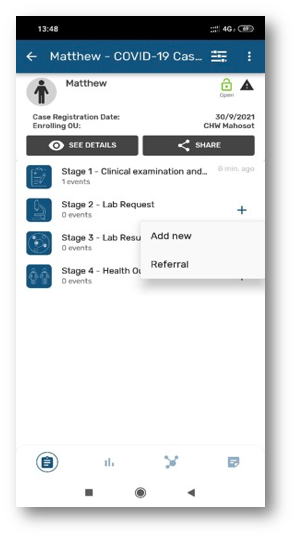 13:48
4G
69
Matthew - COVID-19 Cas...
Matthew
Open
Case Registration Date: 30/9/2021
Enrolling OU: CHW Mahosot
SEE DETAILS
SHARE
Stage 1 - Clinical examination and...
8 min. ago
1 events
Stage 2 - Lab Request
0 events
Add new
Stage 3 - Lab Resu
0 events
Referral
Stage 4 - Health Ou
0 events